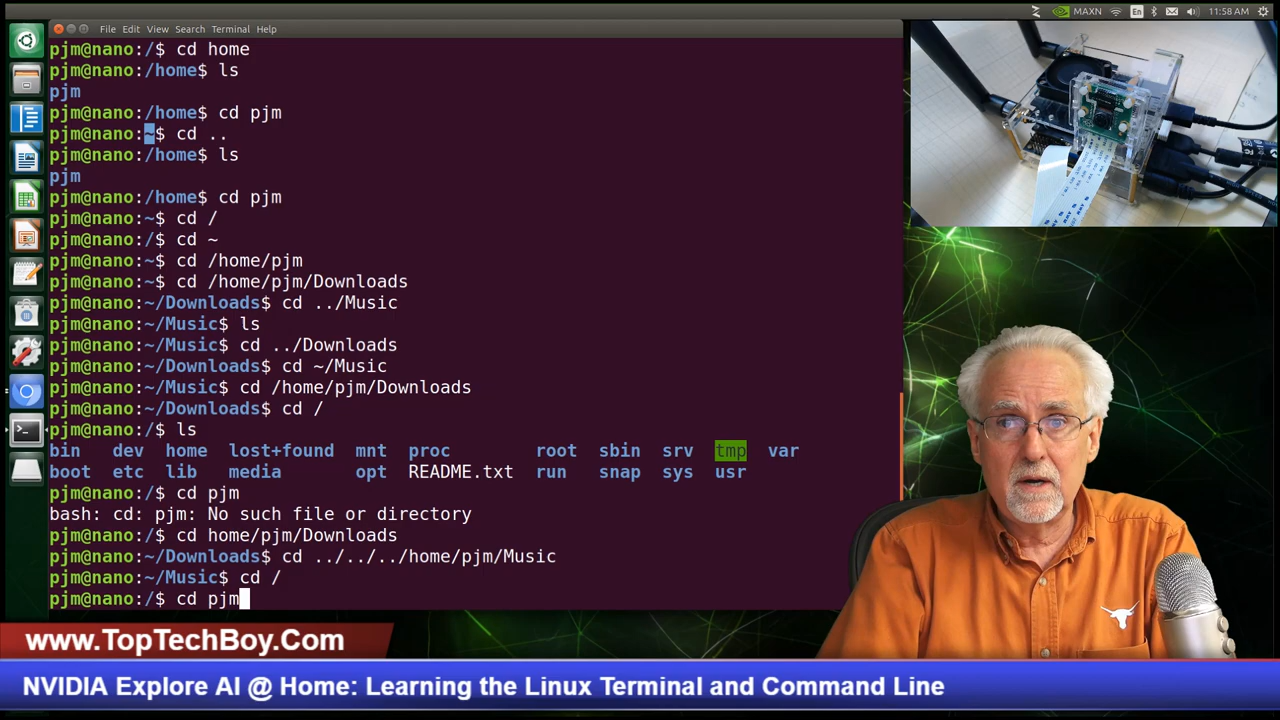 MAXN
En
11:58 AM
File Edit View Search Terminal Help
pjm@nano:/$ cd home
pjm@nano:/home$ ls
pjm
pjm@nano:/home$ cd pjm
pjm@nano:~$ cd ..
pjm@nano:/home$ ls
pjm
pjm@nano:/home$ cd pjm
pjm@nano:~$ cd /
pjm@nano:/$ cd ~
pjm@nano:~$ cd /home/pjm
pjm@nano:~$ cd /home/pjm/Downloads
pjm@nano:~/Downloads$ cd ../Music
pjm@nano:~/Music$ ls
pjm@nano:~/Music$ cd ../Downloads
pjm@nano:~/Downloads$ cd ~/Music
pjm@nano:~/Music$ cd /home/pjm/Downloads
pjm@nano:~/Downloads$ cd /
pjm@nano:/$ ls
bin dev home lost+found mnt proc root sbin srv tmp var
boot etc lib media opt README.txt run snap sys usr
pjm@nano:/$ cd pjm
bash: cd: pjm: No such file or directory
pjm@nano:/$ cd home/pjm/Downloads
pjm@nano:~/Downloads$ cd ../../../home/pjm/Music
pjm@nano:~/Music$ cd /
pjm@nano:/$ cd pjm
www.TopTechBoy.Com
NVIDIA Explore AI @ Home: Learning the Linux Terminal and Command Line